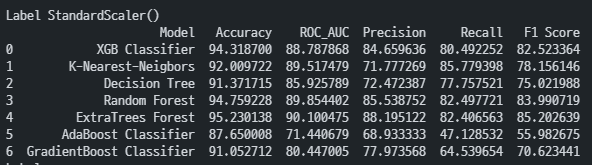 Label StandardScaler()
Model Accuracy ROC_AUC Precision Recall F1 Score
0 XGB Classifier 94.318700 88.787868 84.659636 80.492252 82.523364
1 K-Nearest-Neigbors 92.009722 89.517479 71.777269 85.779398 78.156146
2 Decision Tree 91.371715 85.925789 72.472387 77.757521 75.021988
3 Random Forest 94.759228 89.854402 85.538752 82.497721 83.990719
4 ExtraTrees Forest 95.230138 90.100475 88.195122 82.406563 85.202639
5 AdaBoost Classifier 87.650008 71.440679 68.933333 47.128532 55.982675
6 GradientBoost Classifier 91.052712 80.447005 77.973568 64.539654 70.623441